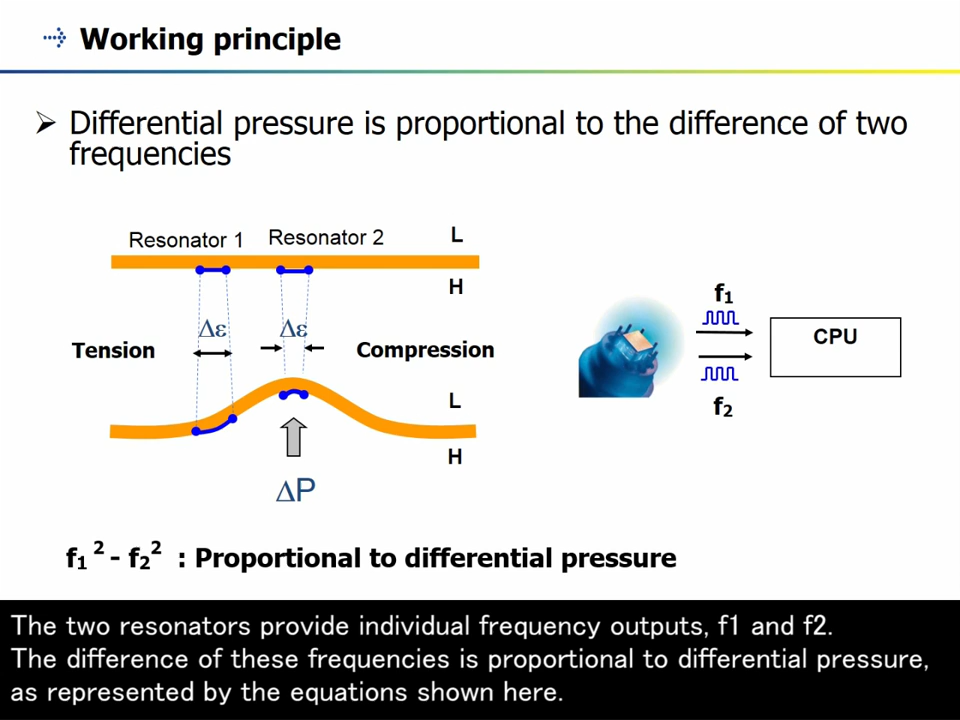 Working principle
Differential pressure is proportional to the difference of two
frequencies
Resonator 1
Resonator 2
L
H
Δε
Δε
Tension
Compression
L
H
ΔP
f1
f2
CPU
f1 2 - f2 2 : Proportional to differential pressure
The two resonators provide individual frequency outputs, f1 and f2.
The difference of these frequencies is proportional to differential pressure,
as represented by the equations shown here.